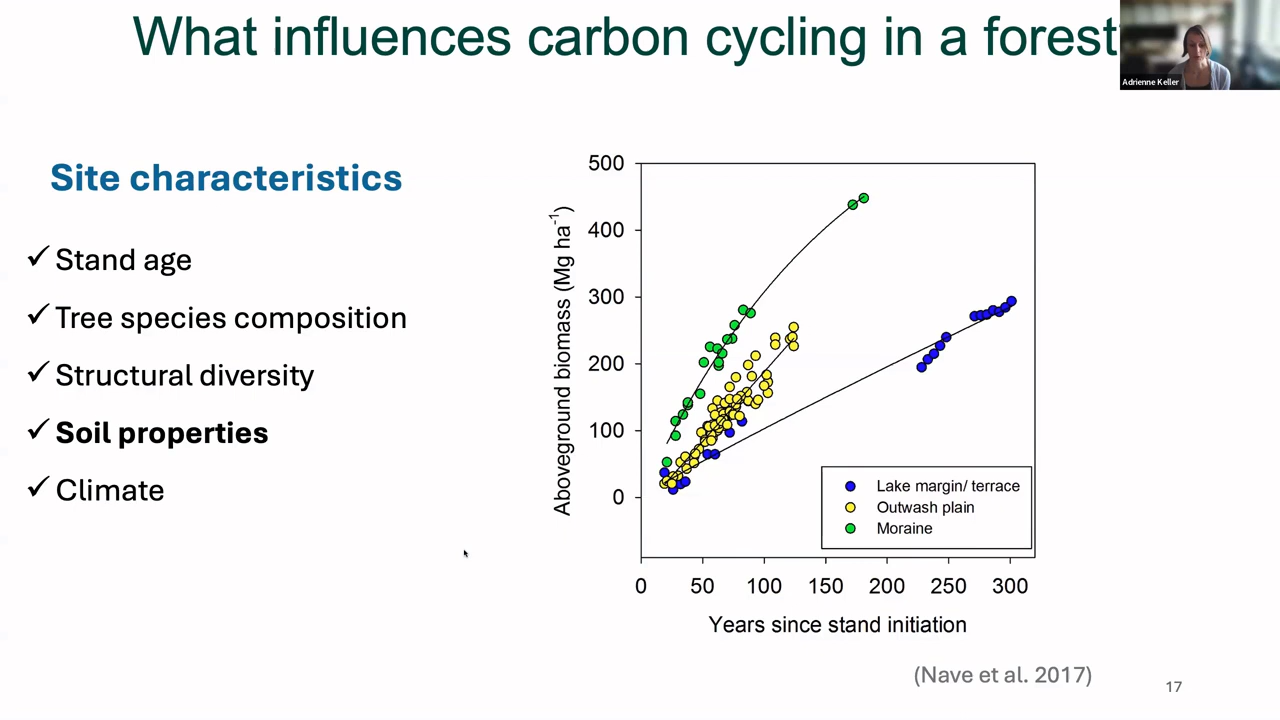 What influences carbon cycling in a forest
Adrienne Keller
Site characteristics
✓ Stand age
✓ Tree species composition
✓ Structural diversity
✓ Soil properties
✓ Climate
Aboveground biomass (Mg ha⁻¹)
500
400
300
200
100
0
Lake margin/ terrace
Outwash plain
Moraine
0 50 100 150 200 250 300
Years since stand initiation
(Nave et al. 2017)
17